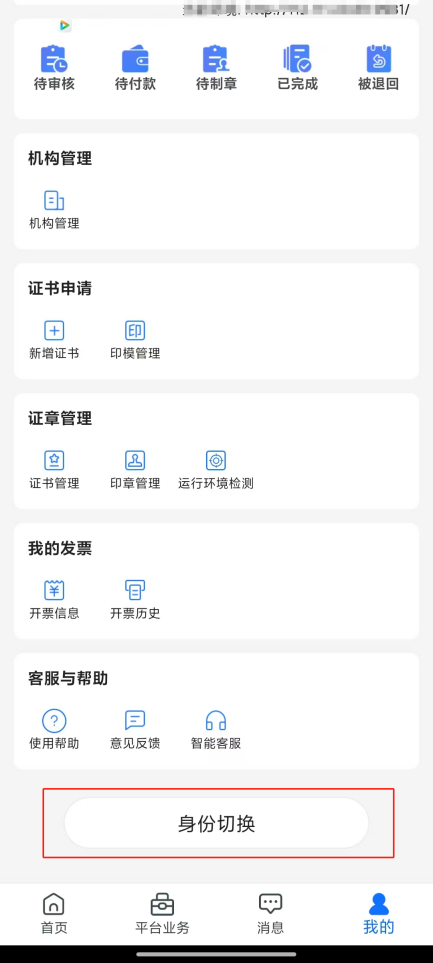 待审核 待付款 待制章 已完成 被退回
机构管理
机构管理
证书申请
新增证书 印模管理
证章管理
证书管理 印章管理 运行环境检测
我的发票
开票信息 开票历史
客服与帮助
使用帮助 意见反馈 智能客服
身份切换
首页 平台业务 消息 我的